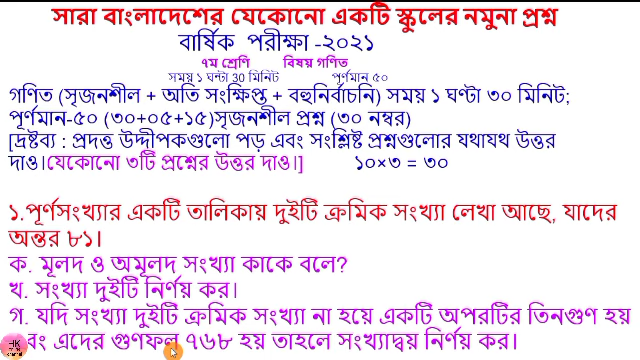 সারা বাংলাদেশের যেকোনো একটি স্কুলের নমুনা প্রশ্ন
বার্ষিক পরীক্ষা -২০২১
৭ম শ্রেণি বিষয় গণিত
সময় ১ ঘন্টা 30 মিনিট পূর্ণমান ৫০
গণিত (সৃজনশীল + অতি সংক্ষিপ্ত + বহুনির্বাচনি) সময় ১ ঘণ্টা ৩০ মিনিট;
পূর্ণমান-৫০ (৩০+০৫+১৫)সৃজনশীল প্রশ্ন (৩০ নম্বর)
[দ্রষ্টব্য : প্রদত্ত উদ্দীপকগুলো পড় এবং সংশ্লিষ্ট প্রশ্নগুলোর যথাযথ উত্তর
দাও।যেকোনো ৩টি প্রশ্নের উত্তর দাও।] ১০×৩ = ৩০
১.পূর্ণসংখ্যার একটি তালিকায় দুইটি ক্রমিক সংখ্যা লেখা আছে, যাদের
অন্তর ৮১।
ক. মূলদ ও অমূলদ সংখ্যা কাকে বলে?
খ. সংখ্যা দুইটি নির্ণয় কর।
গ. যদি সংখ্যা দুইটি ক্রমিক সংখ্যা না হয়ে একটি অপরটির তিনগুণ হয়
বং এদের গুণফল ৭৬৮ হয় তাহলে সংখ্যাদ্বয় নির্ণয় কর।